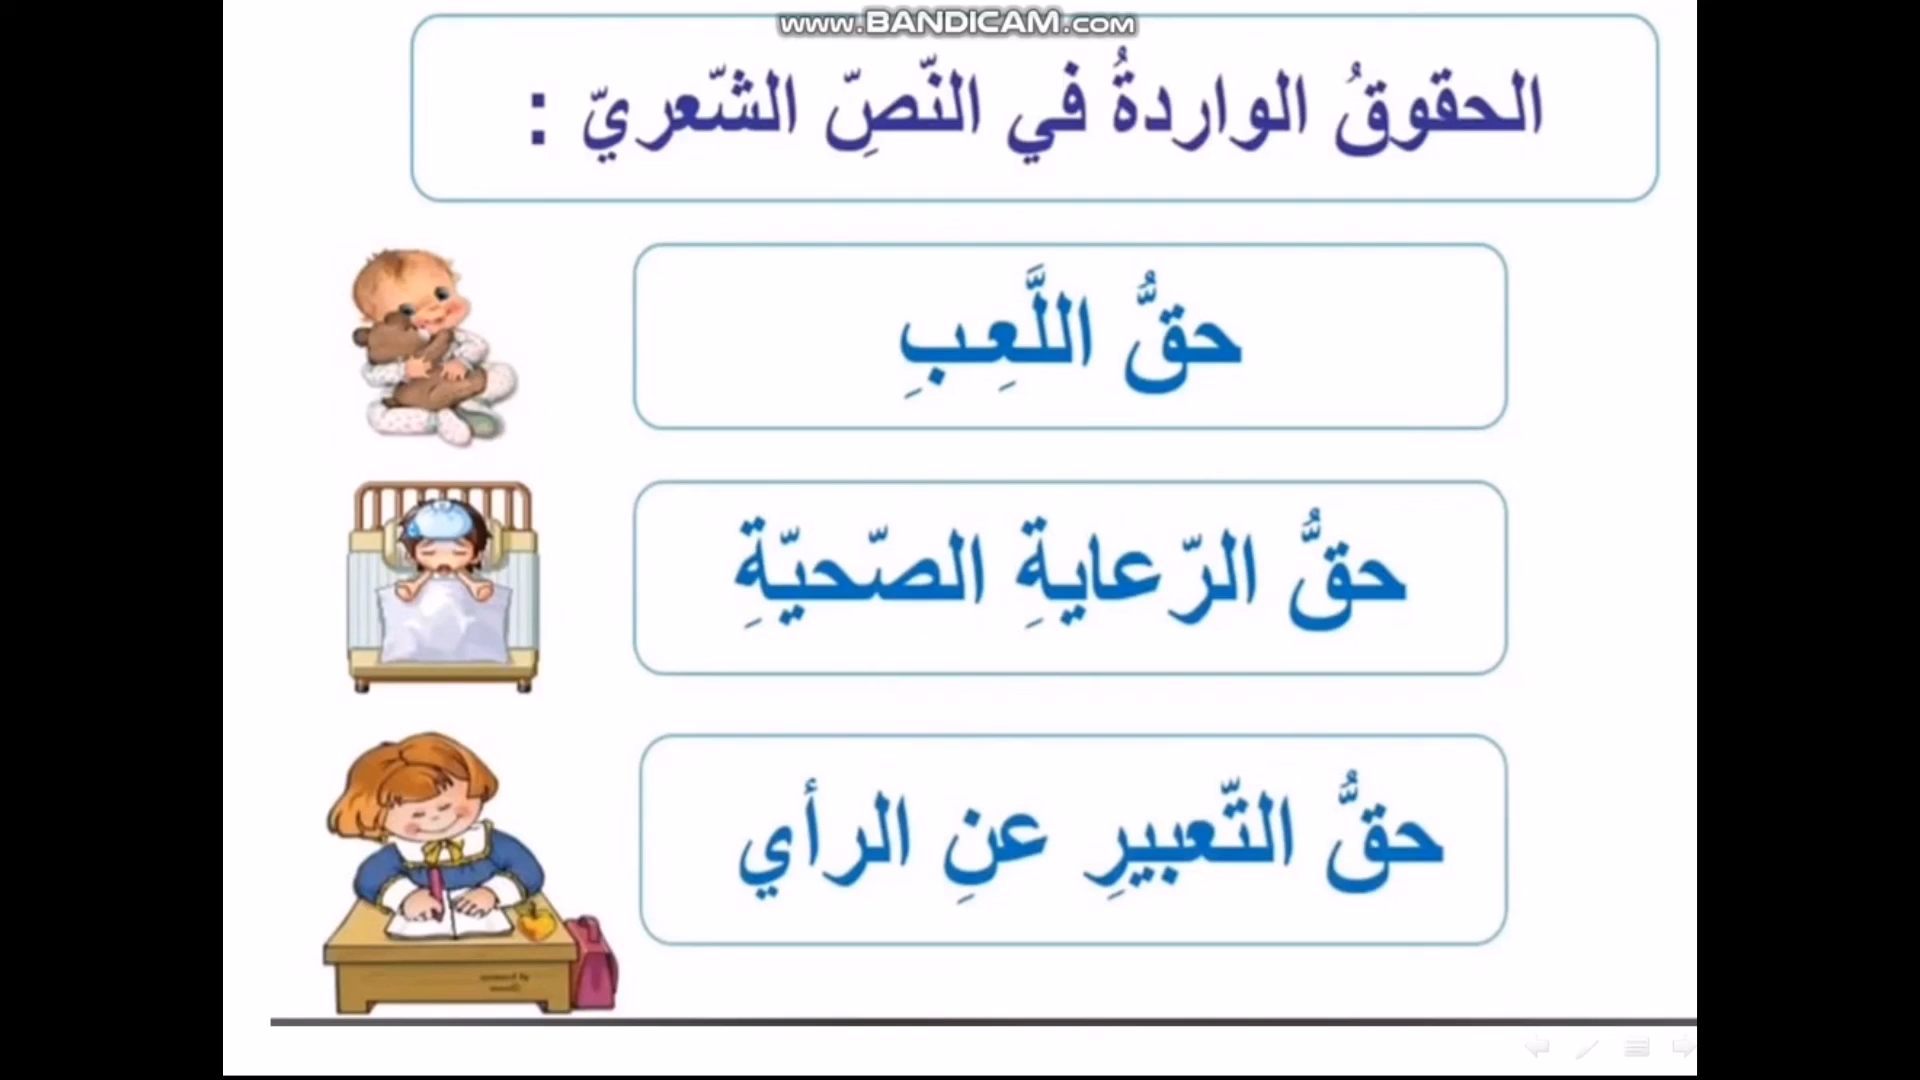 www.BANDICAM.com
الحقوقُ الواردةُ في النّصِّ الشّعريّ :
حقُّ اللَّعِبِ
حقُّ الرّعايةِ الصّحيّةِ
حقُّ التّعبيرِ عنِ الرأي